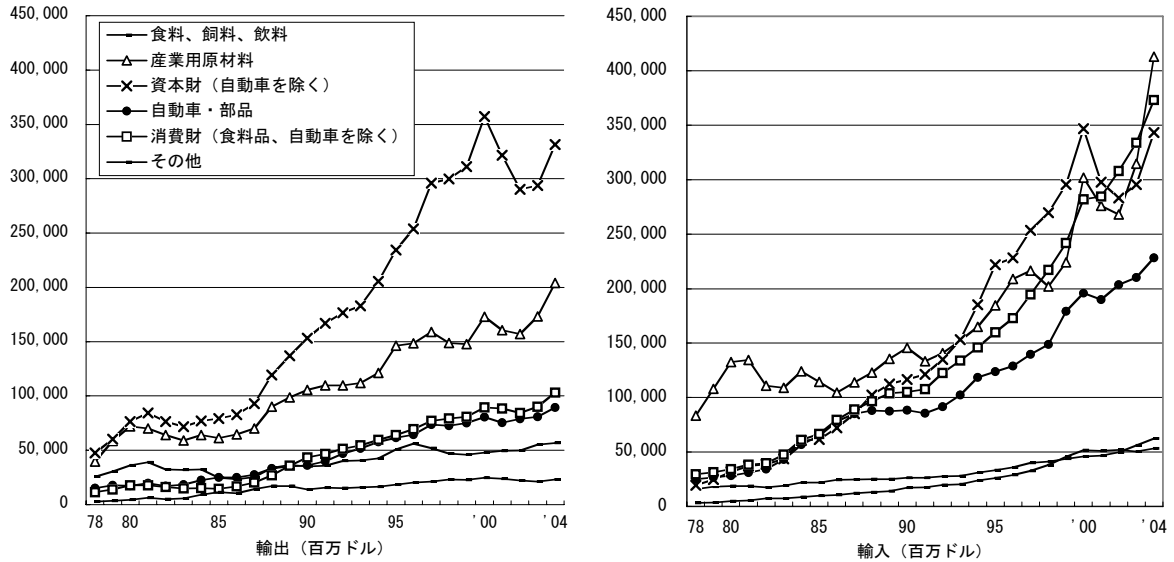 450,000
400,000
350,000
300,000
250,000
200,000
150,000
100,000
50,000
0
食料、飼料、飲料
産業用原材料
資本財（自動車を除く）
自動車・部品
消費財（食料品、自動車を除く）
その他
78 80 85 90 95 '00 '04
輸出（百万ドル）
450,000
400,000
350,000
300,000
250,000
200,000
150,000
100,000
50,000
0
78 80 85 90 95 '00 '04
輸入（百万ドル）